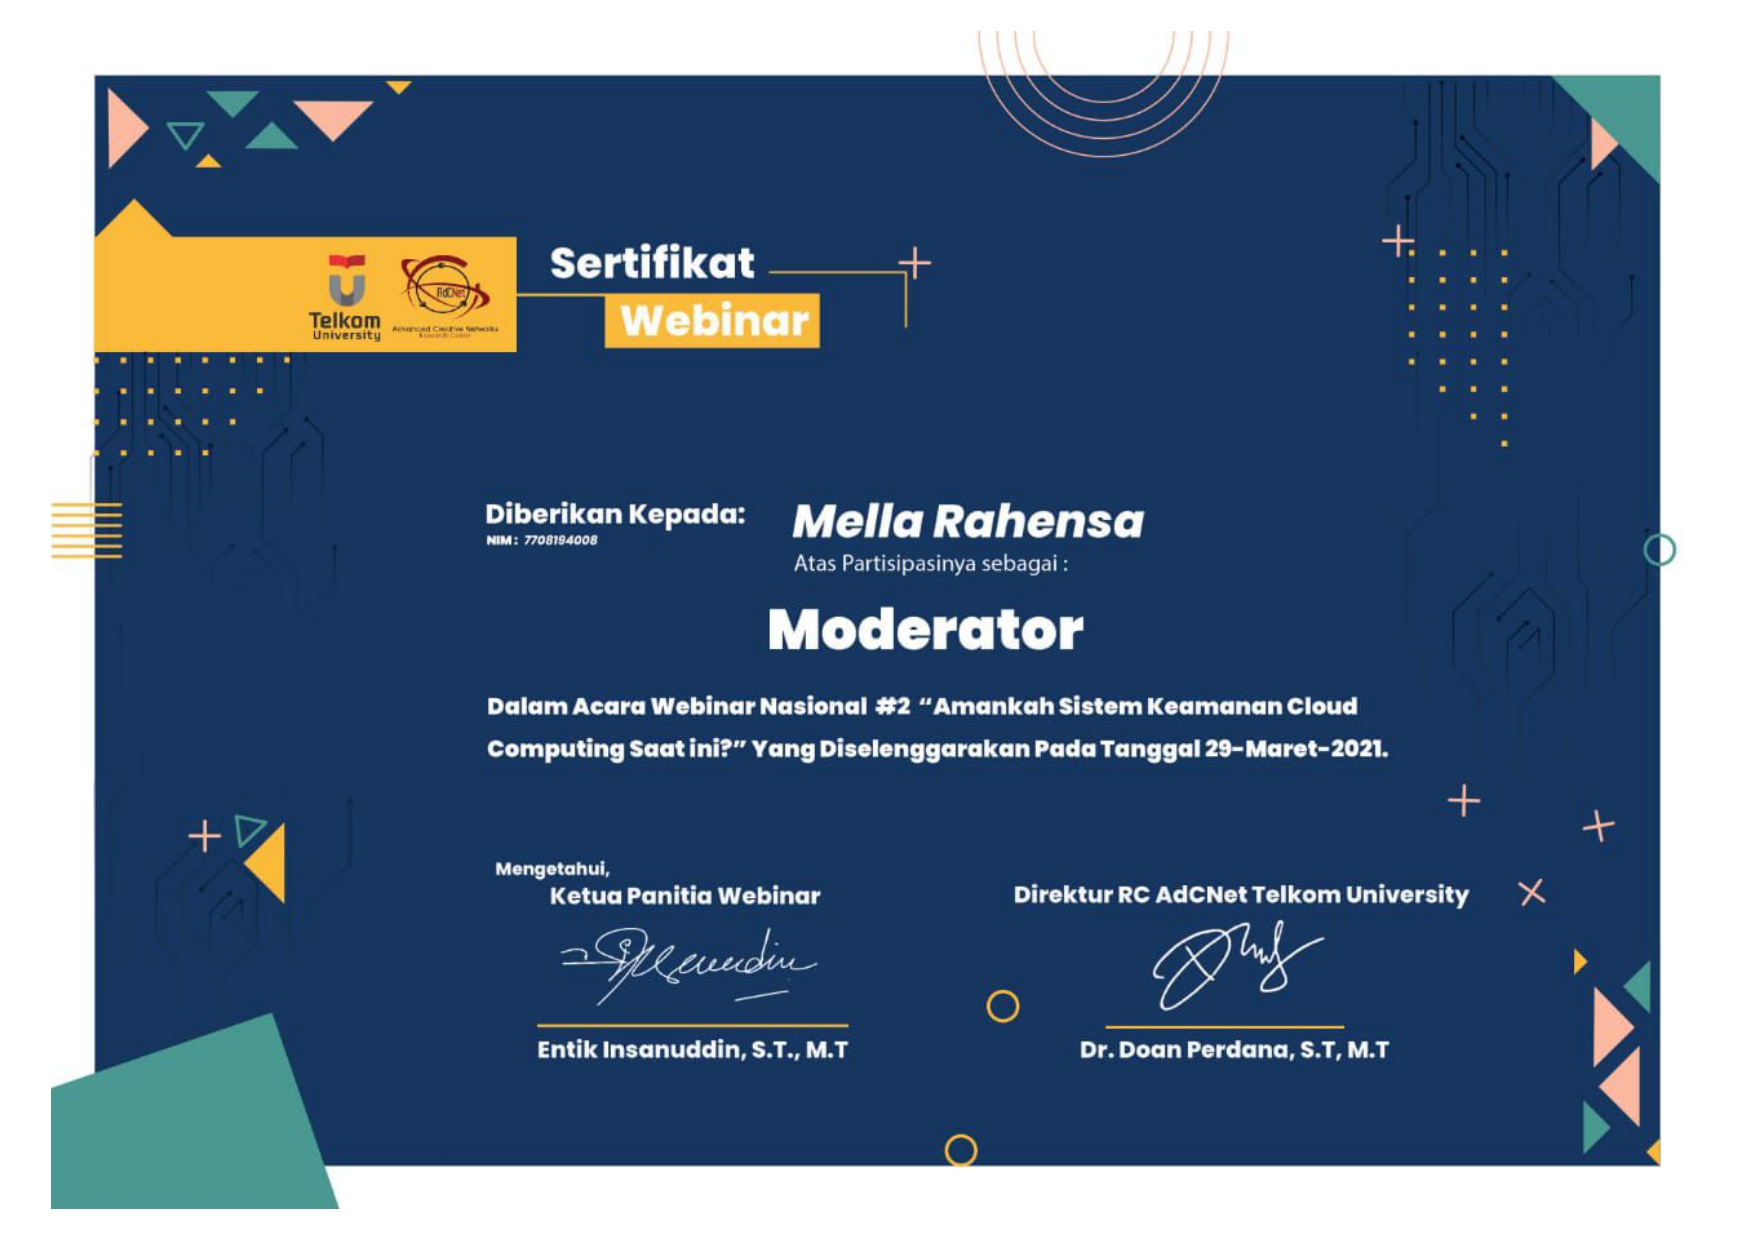 Sertifikat
Webinar
Telkom
University
AdCNet
Advanced Creative Networks
Research Center
Diberikan Kepada:
NIM : 7708194008
Mella Rahensa
Atas Partisipasinya sebagai :
Moderator
Dalam Acara Webinar Nasional #2 “Amankah Sistem Keamanan Cloud
Computing Saat ini?” Yang Diselenggarakan Pada Tanggal 29-Maret-2021.
Mengetahui,
Ketua Panitia Webinar
Entik Insanuddin, S.T., M.T
Direktur RC AdCNet Telkom University
Dr. Doan Perdana, S.T, M.T